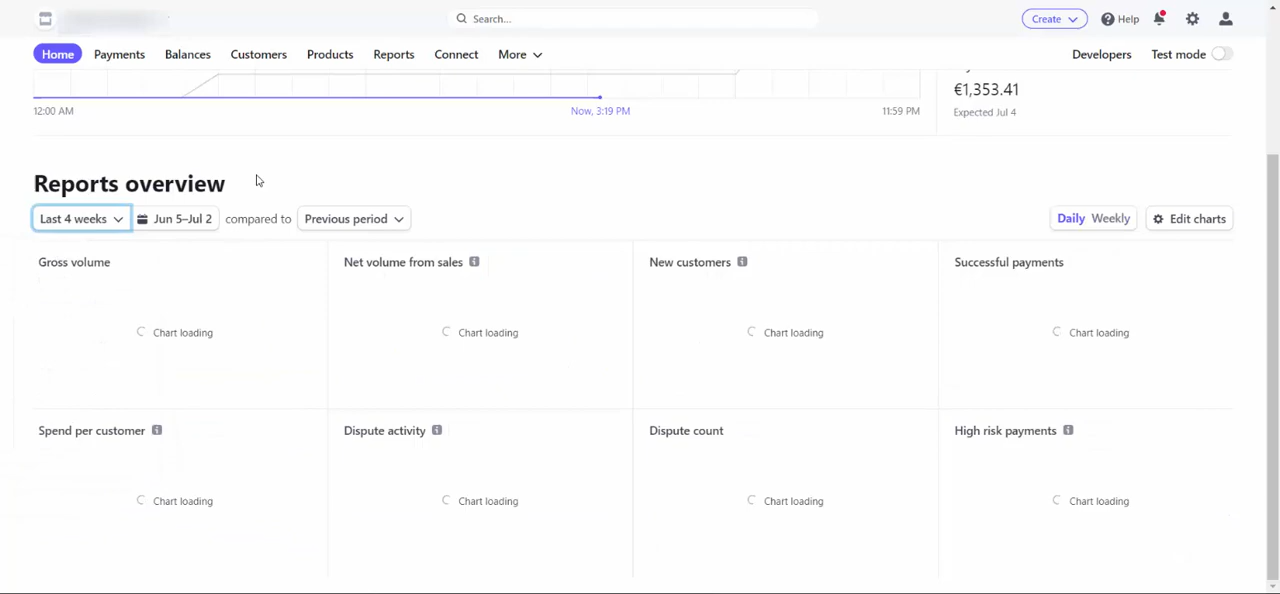 Search...
Create
Help
Home
Payments
Balances
Customers
Products
Reports
Connect
More
Developers
Test mode
€1,353.41
12:00 AM
Now, 3:19 PM
11:59 PM
Expected Jul 4
Reports overview
Last 4 weeks
Jun 5–Jul 2
compared to
Previous period
Daily
Weekly
Edit charts
Gross volume
Net volume from sales
New customers
Successful payments
Chart loading
Chart loading
Chart loading
Chart loading
Spend per customer
Dispute activity
Dispute count
High risk payments
Chart loading
Chart loading
Chart loading
Chart loading